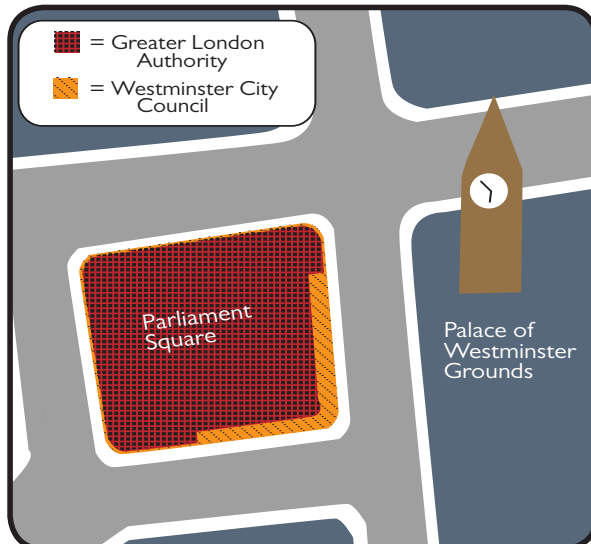 = Greater London
Authority
= Westminster City
Council
Parliament
Square
Palace of
Westminster
Grounds